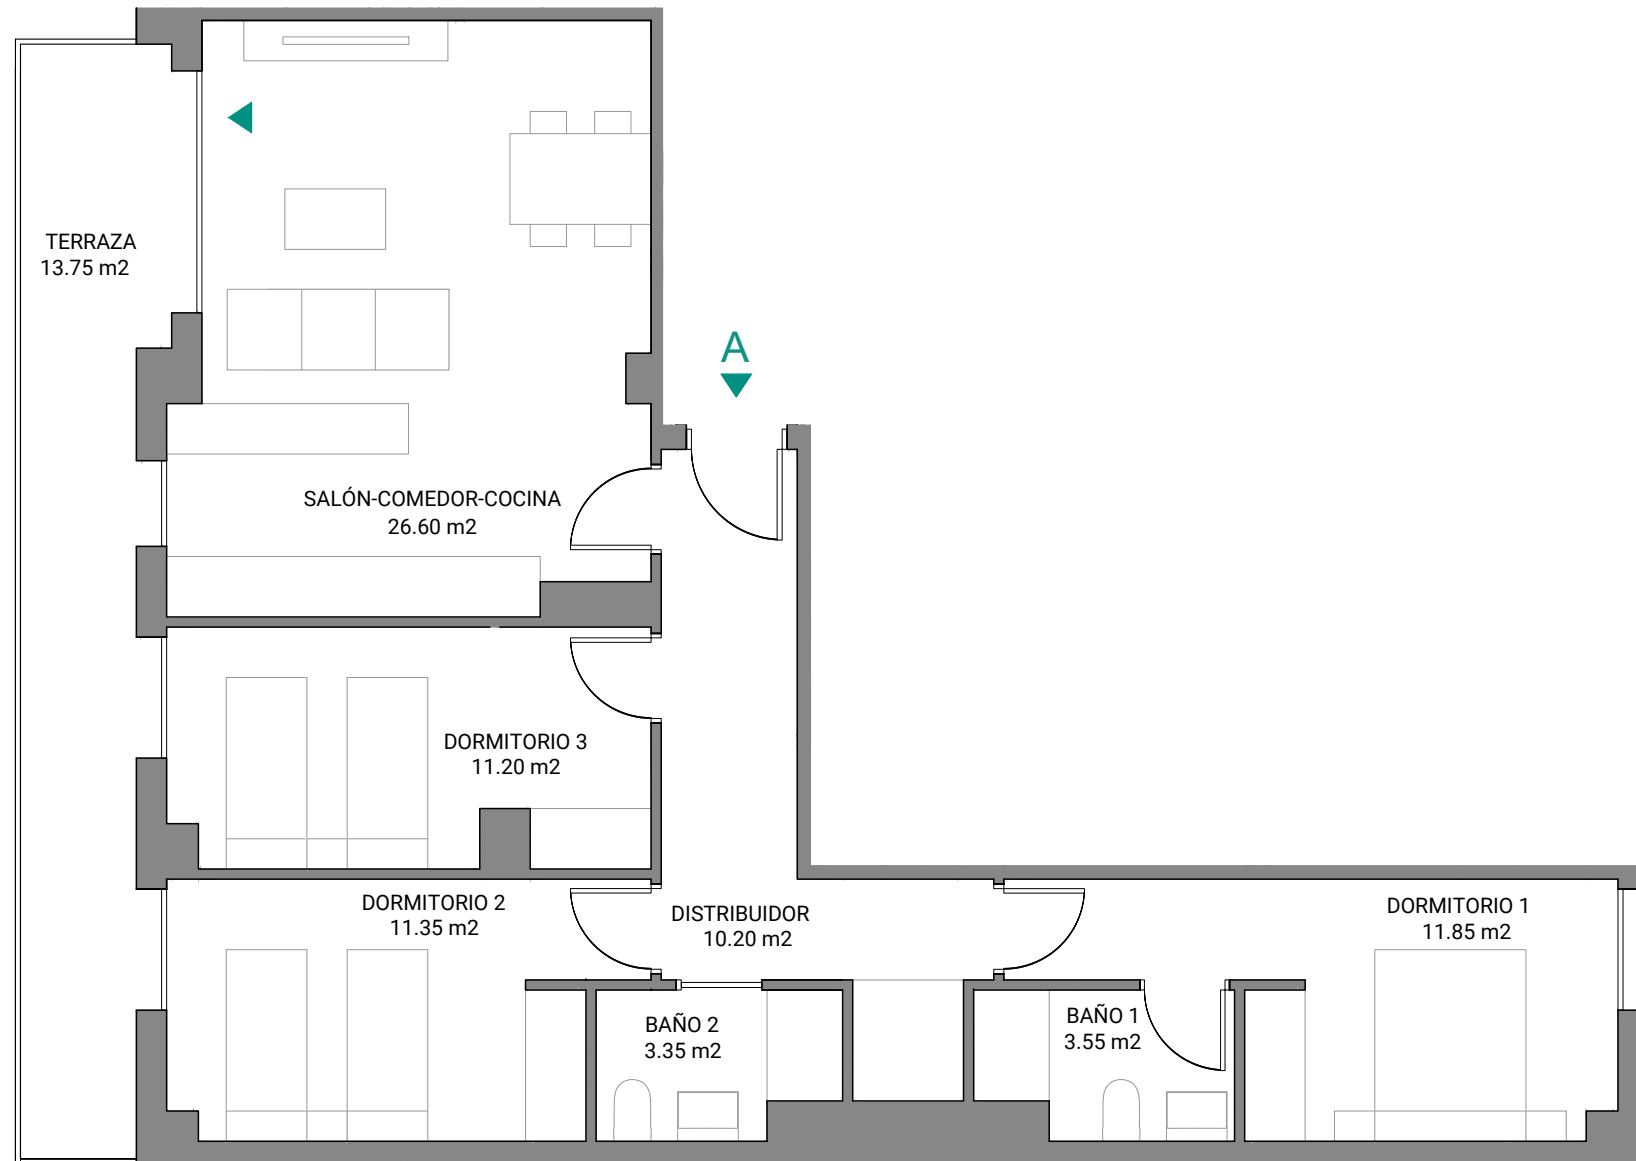 A
TERRAZA
13.75 m2
SALÓN-COMEDOR-COCINA
26.60 m2
DORMITORIO 3
11.20 m2
DORMITORIO 2
11.35 m2
DISTRIBUIDOR
10.20 m2
DORMITORIO 1
11.85 m2
BAÑO 2
3.35 m2
BAÑO 1
3.55 m2